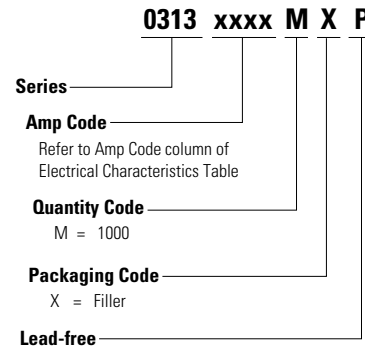 0313 xxxx M X P
Series
Amp Code
Refer to Amp Code column of
Electrical Characteristics Table
Quantity Code
M = 1000
Packaging Code
X = Filler
Lead-free